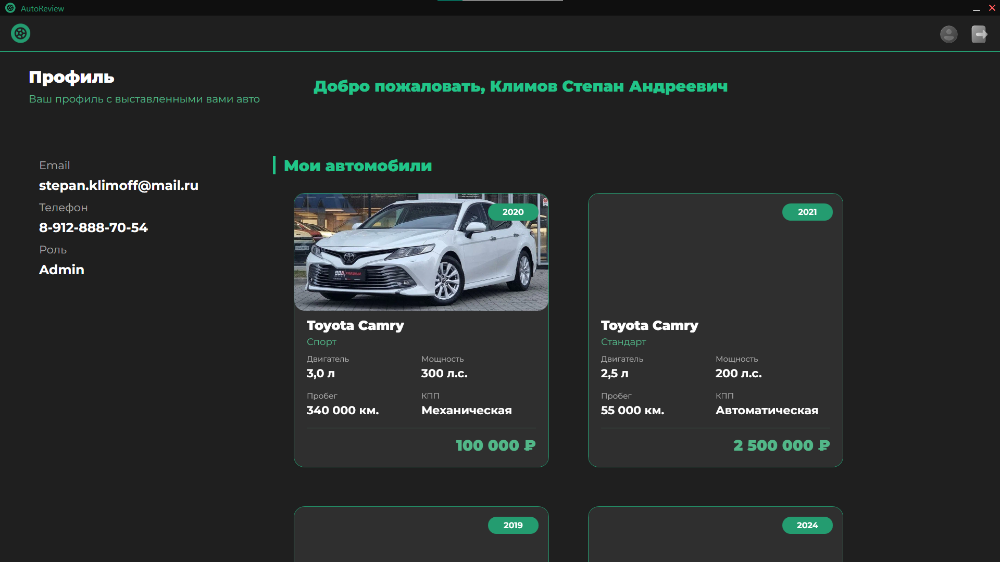 AutoReview
Профиль
Ваш профиль с выставленными вами авто
Добро пожаловать, Климов Степан Андреевич
Email
stepan.klimoff@mail.ru
Телефон
8-912-888-70-54
Роль
Admin
Мои автомобили
2020
PREMIUM
Toyota Camry
Спорт
Двигатель
Мощность
3,0 л
300 л.с.
Пробег
КПП
340 000 км.
Механическая
100 000 ₽
2021
Toyota Camry
Стандарт
Двигатель
Мощность
2,5 л
200 л.с.
Пробег
КПП
55 000 км.
Автоматическая
2 500 000 ₽
2019
2024